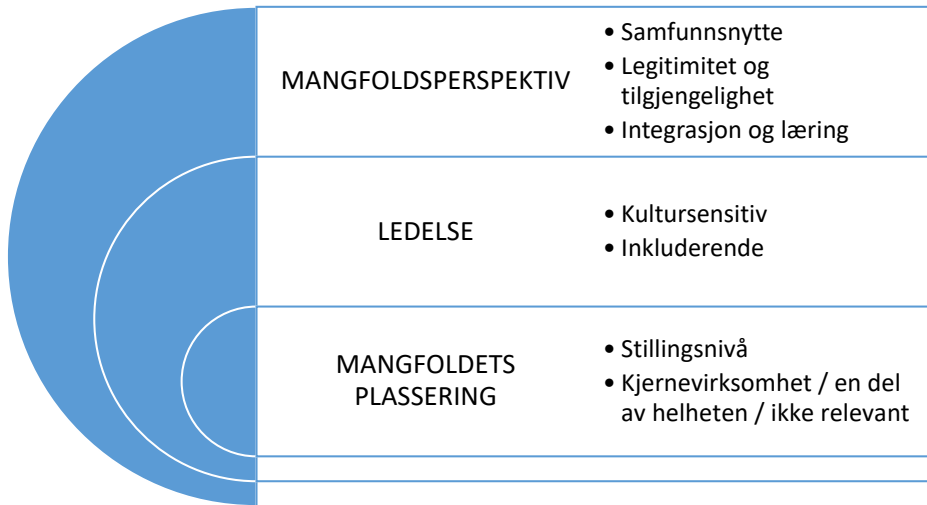 MANGFOLDSPERSPEKTIV
• Samfunnsnytte
• Legitimitet og
tilgjengelighet
• Integrasjon og læring
LEDELSE
• Kultursensitiv
• Inkluderende
MANGFOLDETS
PLASSERING
• Stillingsnivå
• Kjernevirksomhet / en del
av helheten / ikke relevant